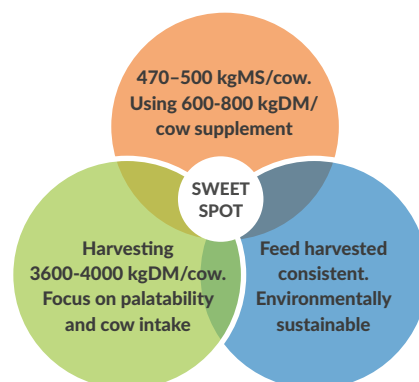 470–500 kgMS/cow.
Using 600-800 kgDM/
cow supplement
SWEET
SPOT
Harvesting
3600-4000 kgDM/cow.
Focus on palatability
and cow intake
Feed harvested
consistent.
Environmentally
sustainable